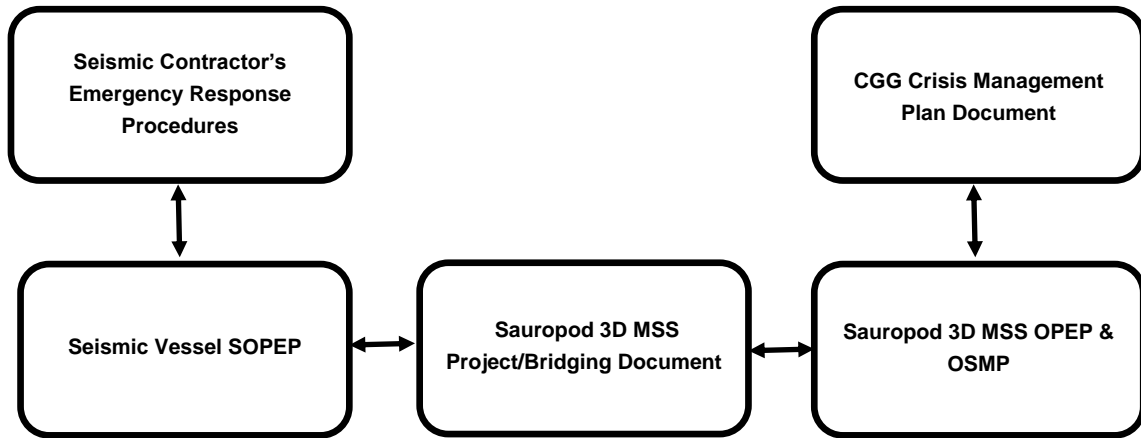 Seismic Contractor’s
Emergency Response
Procedures
CGG Crisis Management
Plan Document
Seismic Vessel SOPEP
Sauropod 3D MSS
Project/Bridging Document
Sauropod 3D MSS OPEP &
OSMP